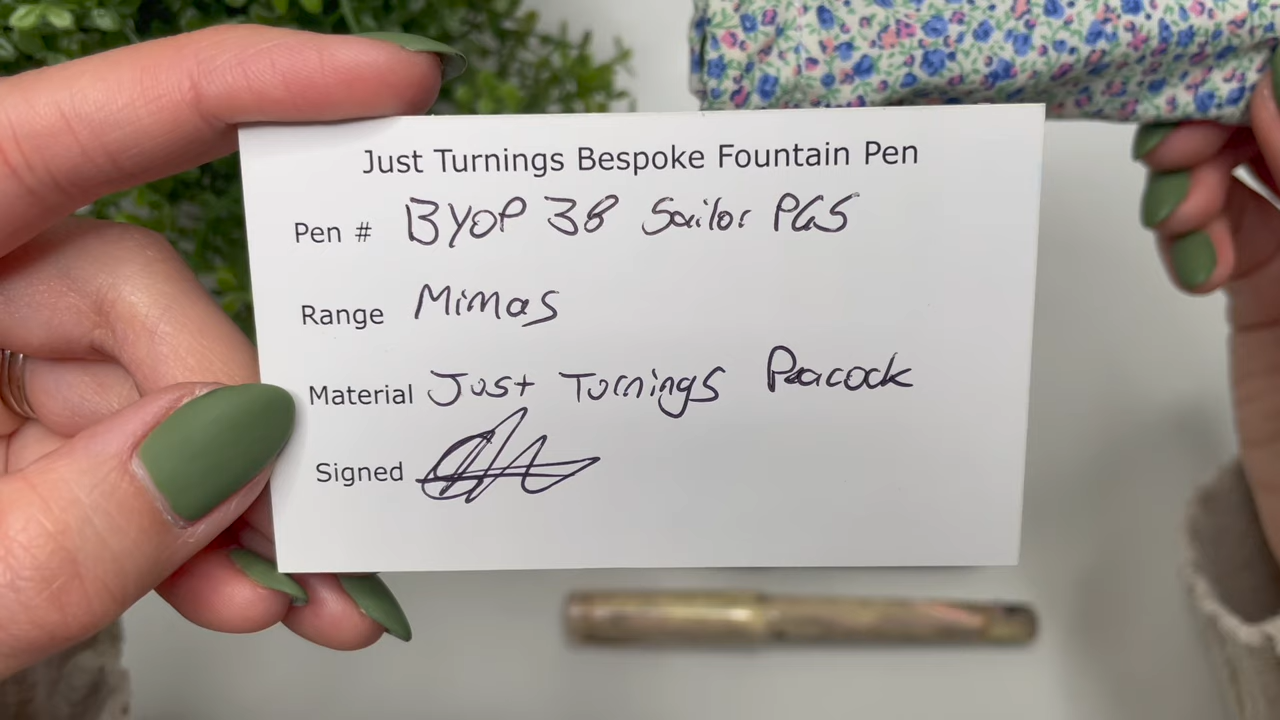 Just Turnings Bespoke Fountain Pen
Pen # BYOP 38 Sailor PGS
Range Mimas
Material Just Turnings Peacock
Signed